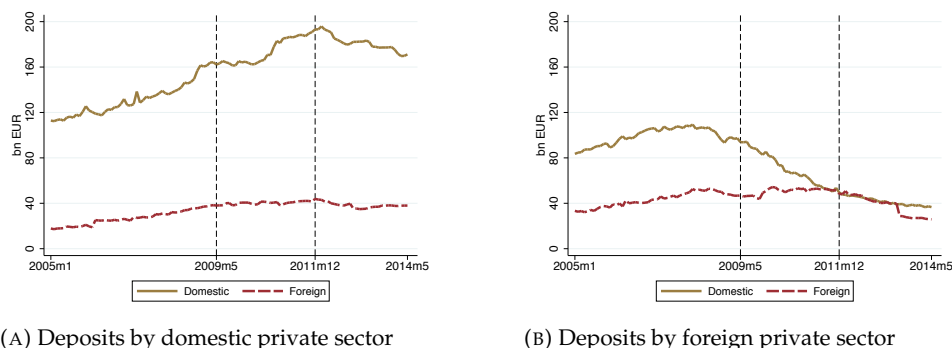 200
160
120
80
40
0
bn EUR
2005m1 2009m5 2011m12 2014m5
Domestic Foreign
(A) Deposits by domestic private sector
200
160
120
80
40
0
bn EUR
2005m1 2009m5 2011m12 2014m5
Domestic Foreign
(B) Deposits by foreign private sector